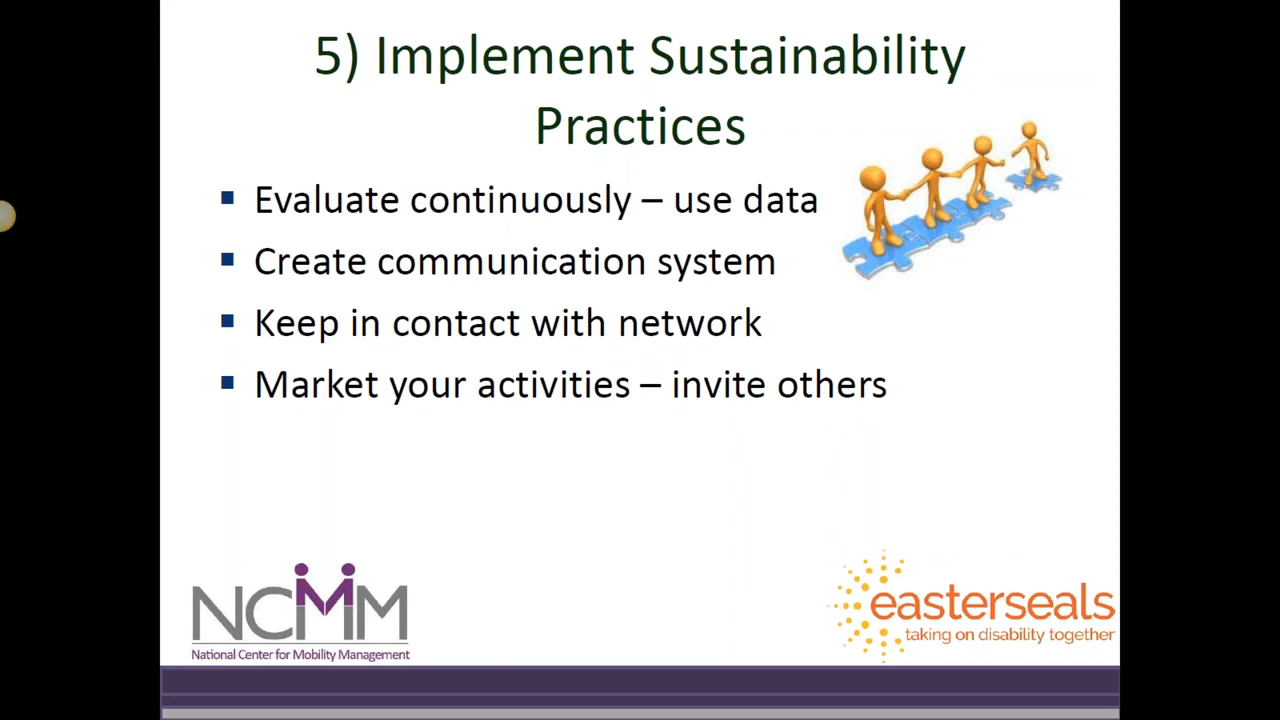 5) Implement Sustainability
Practices
Evaluate continuously – use data
Create communication system
Keep in contact with network
Market your activities – invite others
NCMM
National Center for Mobility Management
easterseals
taking on disability together